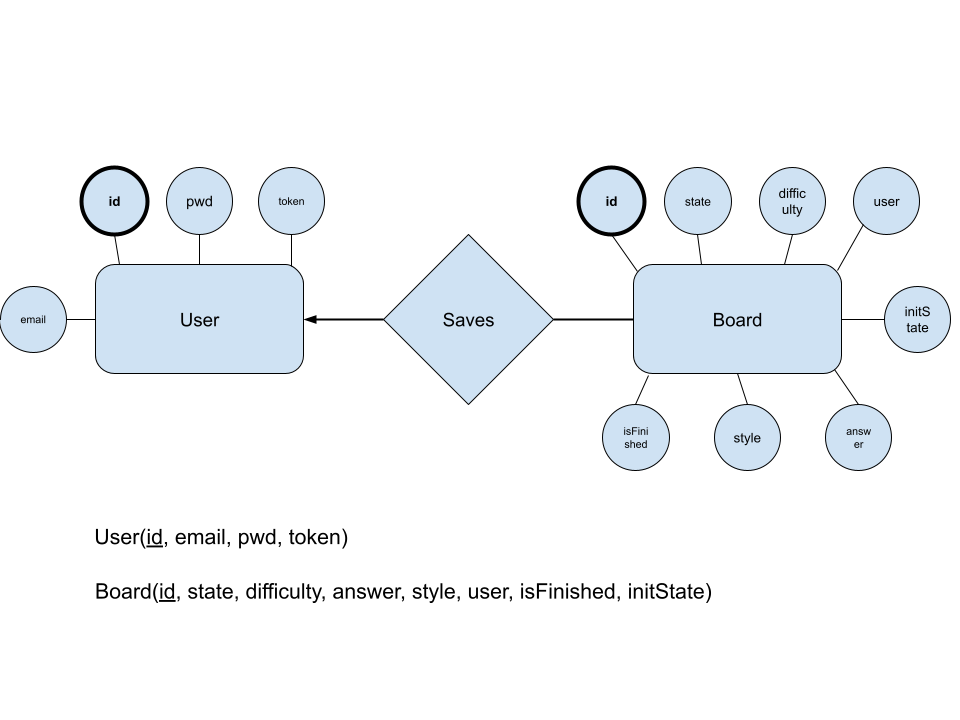 id
pwd
token
id
state
diffic
ulty
user
email
User
Saves
Board
initS
tate
isFini
shed
style
answ
er
User(id, email, pwd, token)
Board(id, state, difficulty, answer, style, user, isFinished, initState)